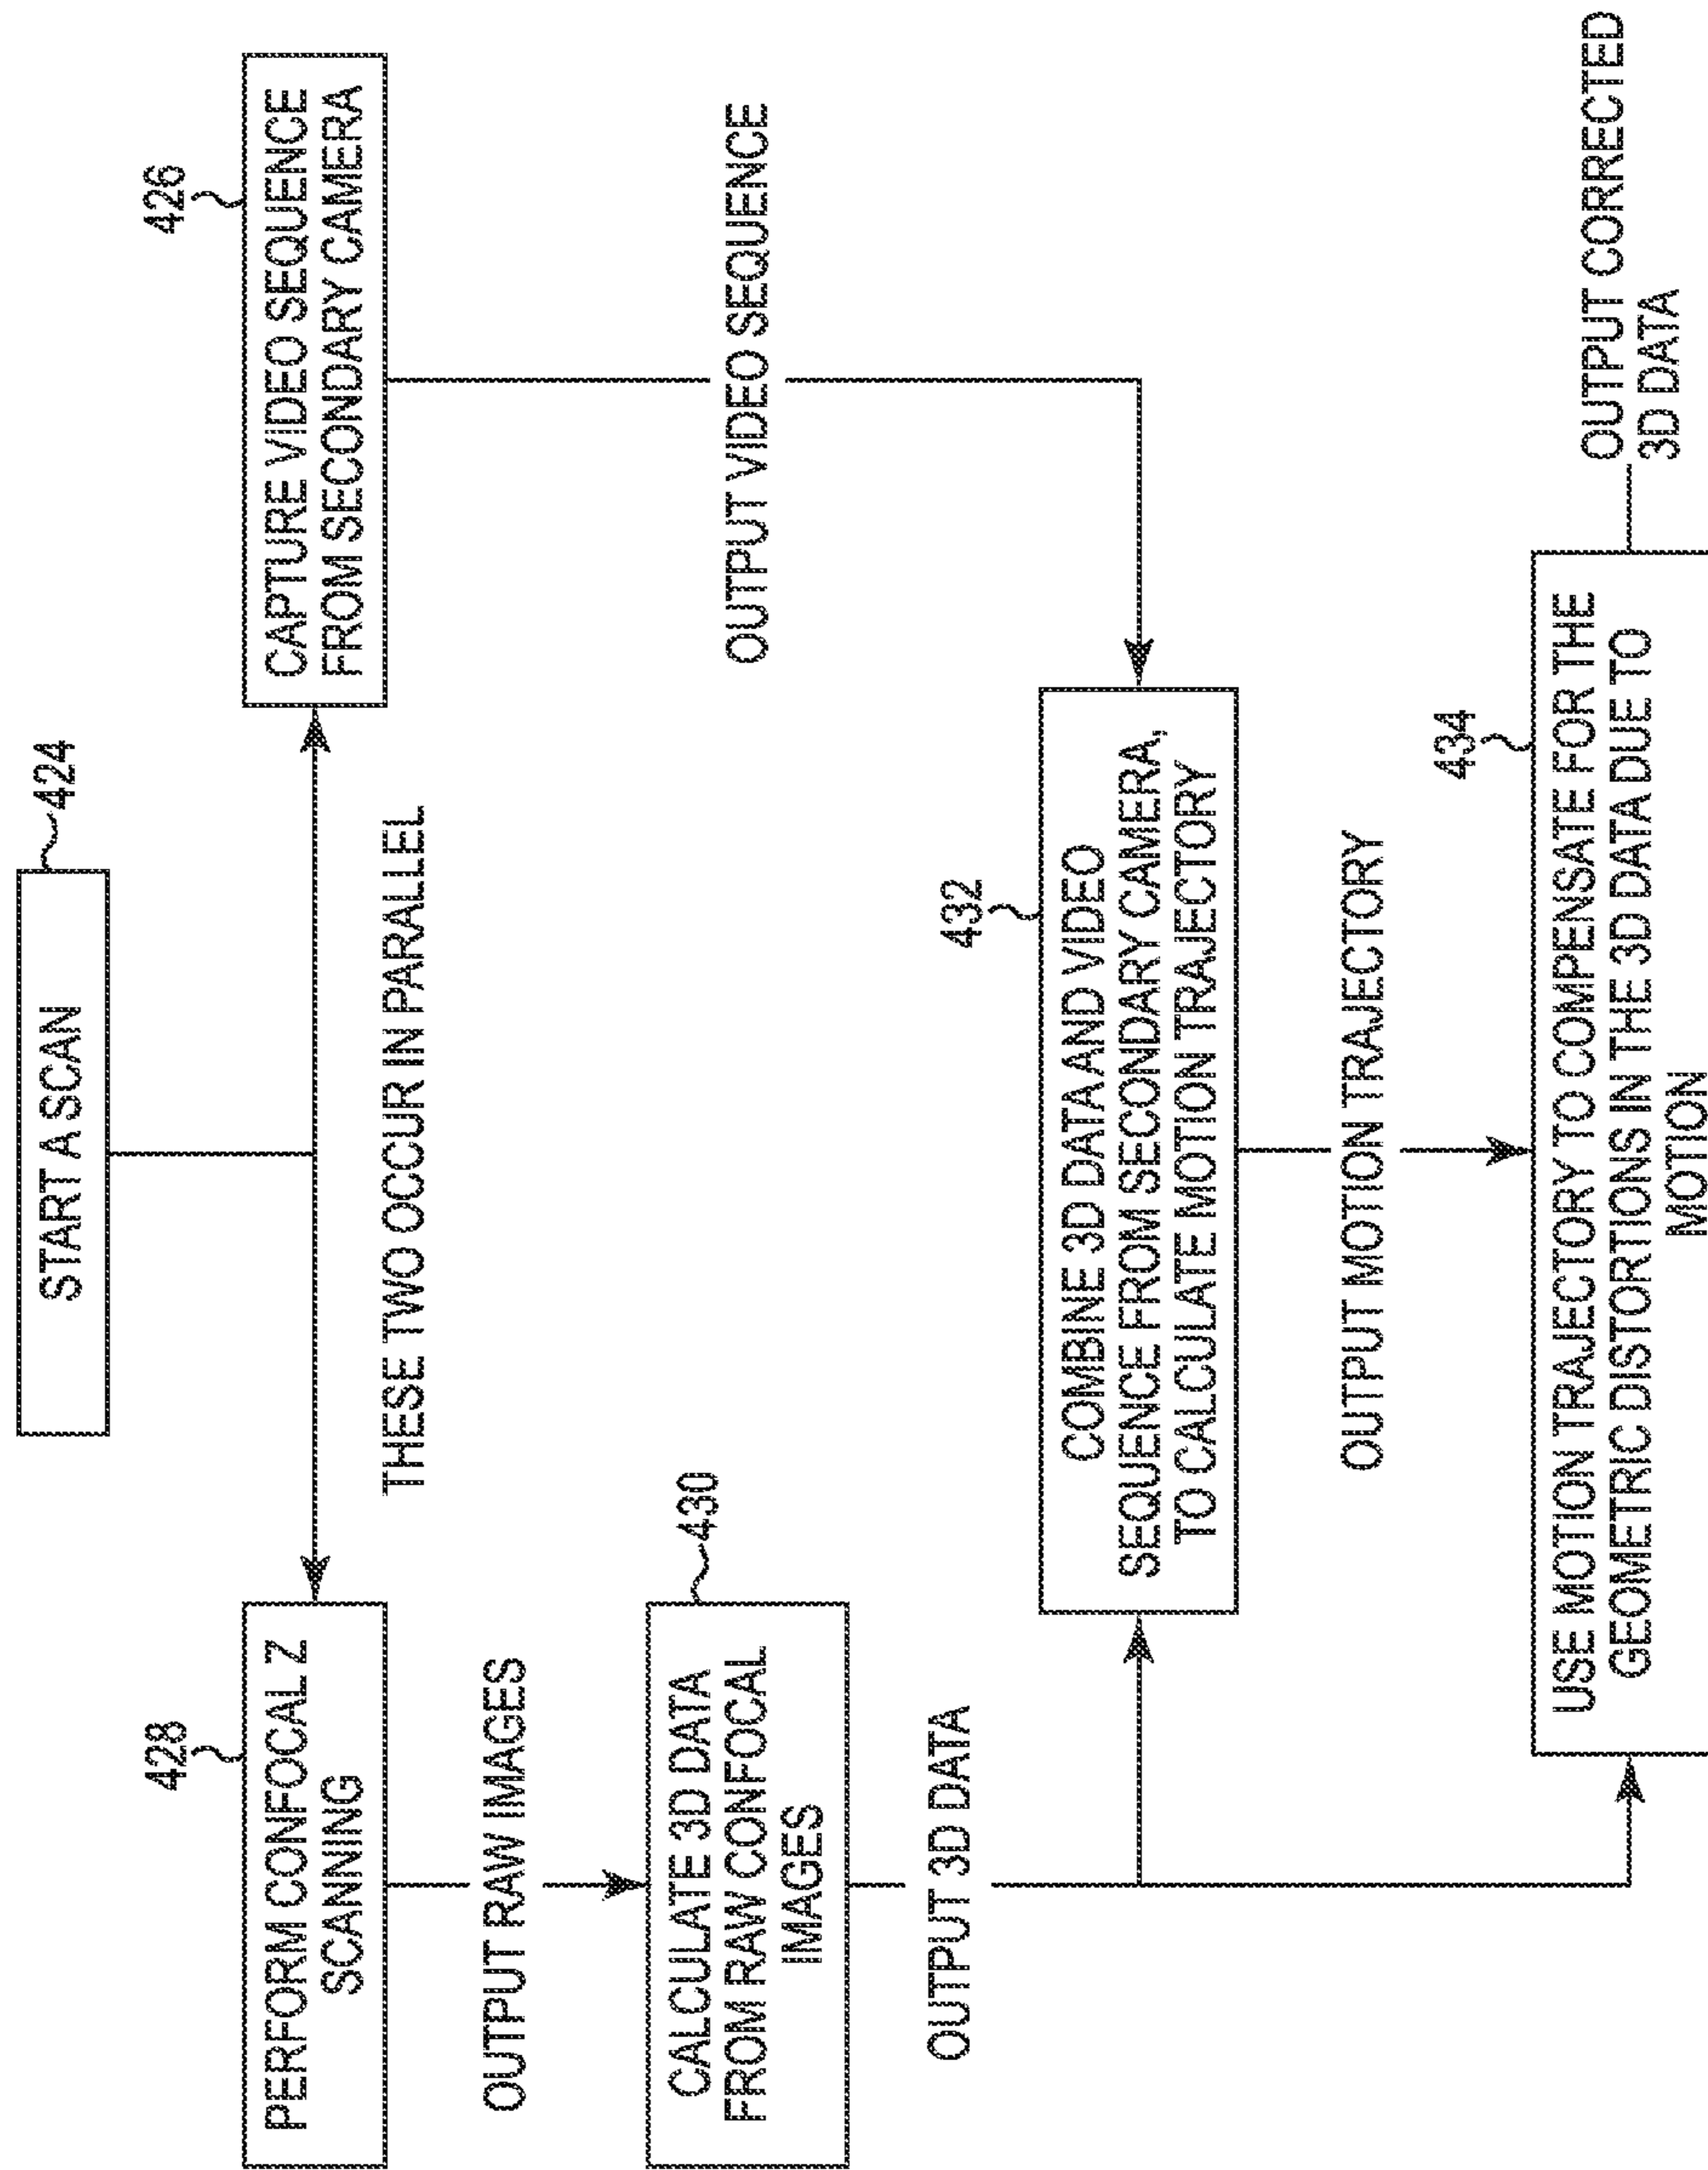 START A SCAN
424
428
PERFORM CONFOCAL Z
SCANNING
426
CAPTURE VIDEO SEQUENCE
FROM SECONDARY CAMERA
THESE TWO OCCUR IN PARALLEL
OUTPUT RAW IMAGES
430
CALCULATE 3D DATA
FROM RAW CONFOCAL
IMAGES
OUTPUT VIDEO SEQUENCE
OUTPUT 3D DATA
432
COMBINE 3D DATA AND VIDEO
SEQUENCE FROM SECONDARY CAMERA,
TO CALCULATE MOTION TRAJECTORY
OUTPUT MOTION TRAJECTORY
434
USE MOTION TRAJECTORY TO COMPENSATE FOR THE
GEOMETRIC DISTORTIONS IN THE 3D DATA DUE TO
MOTION
OUTPUT CORRECTED
3D DATA